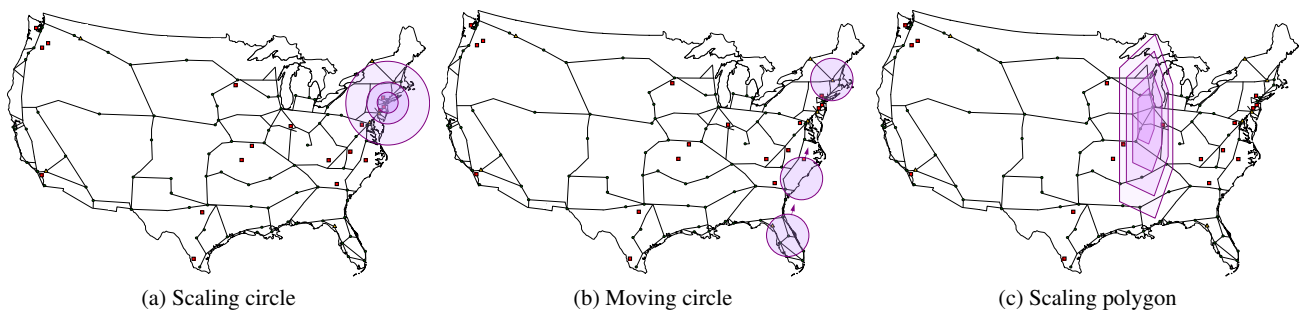 (a) Scaling circle
(b) Moving circle
(c) Scaling polygon